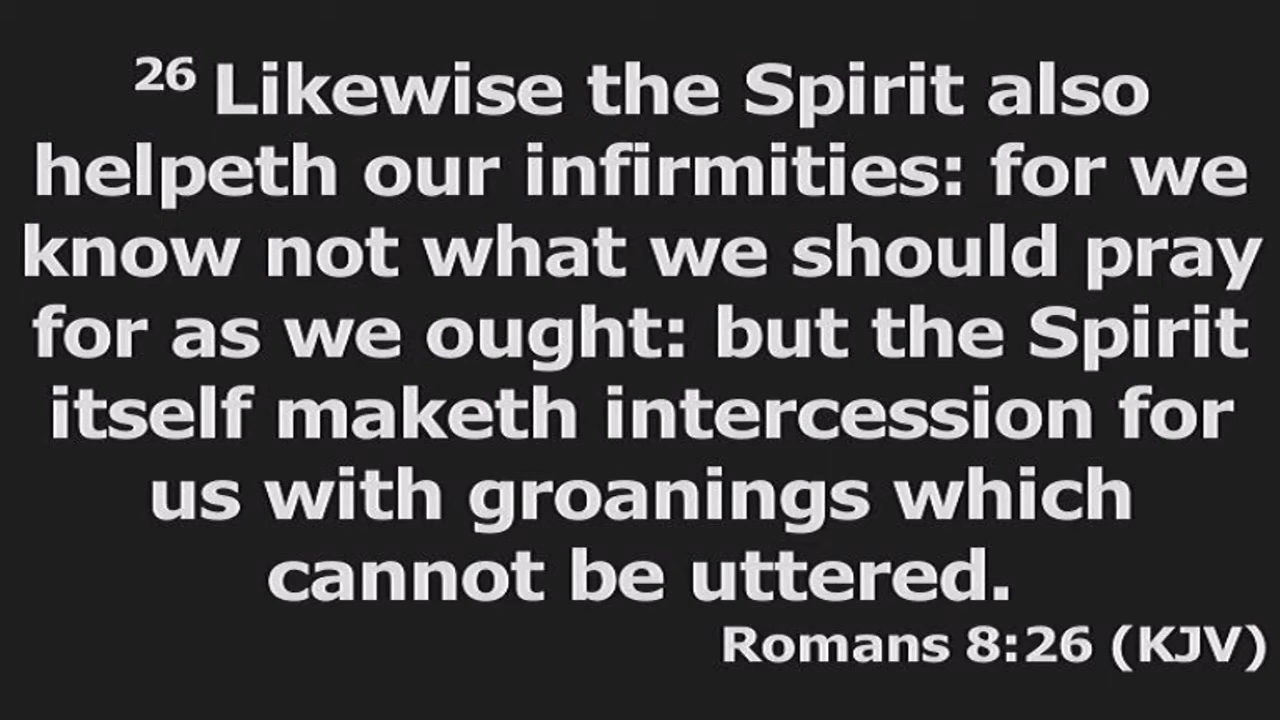 26 Likewise the Spirit also
helpeth our infirmities: for we
know not what we should pray
for as we ought: but the Spirit
itself maketh intercession for
us with groanings which
cannot be uttered.
Romans 8:26 (KJV)